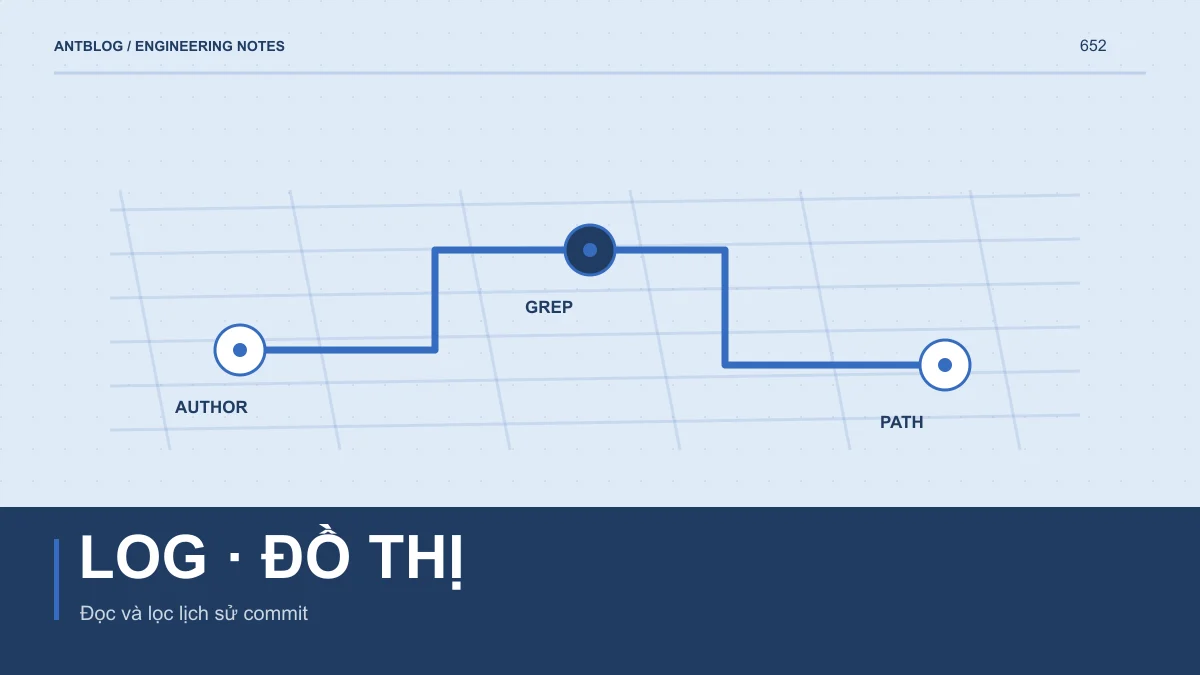 ANTBLOG / ENGINEERING NOTES
652
GREP
AUTHOR
PATH
LOG · ĐỒ THỊ
Đọc và lọc lịch sử commit